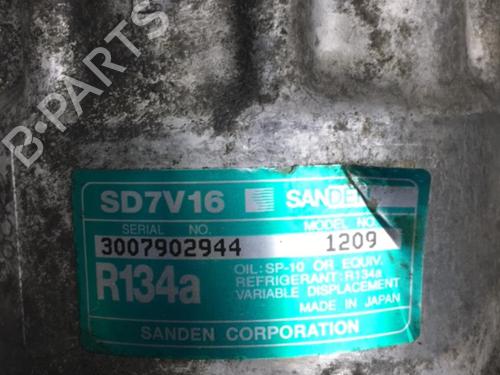 B-PARTS
SD7V16 SANDEN
SERIAL NO. MODEL NO.
3007902944 1209
R134a
OIL: SP-10 OR EQUIV.
REFRIGERANT: R134a
VARIABLE DISPLACEMENT
MADE IN JAPAN
SANDEN CORPORATION